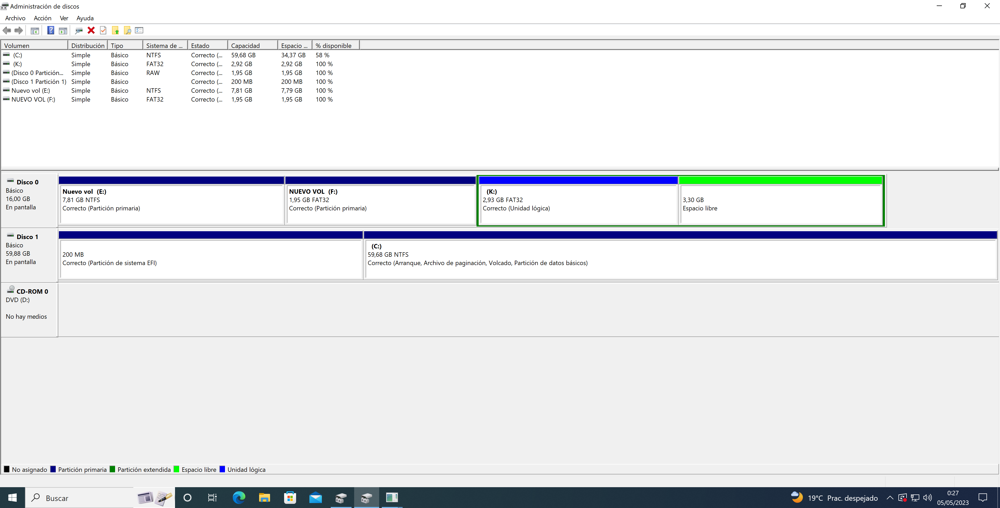 Administración de discos
Archivo Acción Ver Ayuda
Volumen Distribución Tipo Sistema de ... Estado Capacidad Espacio ... % disponible
(C:) Simple Básico NTFS Correcto (... 59,68 GB 34,37 GB 58 %
(K:) Simple Básico FAT32 Correcto (... 2,92 GB 2,92 GB 100 %
(Disco 0 Partición... Simple Básico RAW Correcto (... 1,95 GB 1,95 GB 100 %
(Disco 1 Partición 1) Simple Básico Correcto (... 200 MB 200 MB 100 %
Nuevo vol (E:) Simple Básico NTFS Correcto (... 7,81 GB 7,79 GB 100 %
NUEVO VOL (F:) Simple Básico FAT32 Correcto (... 1,95 GB 1,95 GB 100 %
Disco 0
Básico
16,00 GB
En pantalla
Nuevo vol (E:)
7,81 GB NTFS
Correcto (Partición primaria)
NUEVO VOL (F:)
1,95 GB FAT32
Correcto (Partición primaria)
(K:)
2,93 GB FAT32
Correcto (Unidad lógica)
3,30 GB
Espacio libre
Disco 1
Básico
59,88 GB
En pantalla
200 MB
Correcto (Partición de sistema EFI)
(C:)
59,68 GB NTFS
Correcto (Arranque, Archivo de paginación, Volcado, Partición de datos básicos)
CD-ROM 0
DVD (D:)
No hay medios
No asignado Partición primaria Partición extendida Espacio libre Unidad lógica
Buscar
19°C Prac. despejado
0:27
05/05/2023